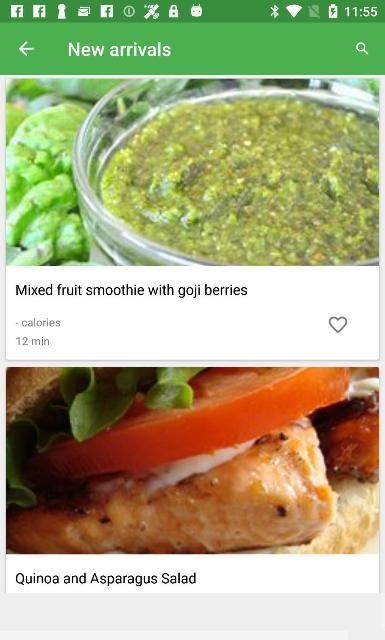 11:55
New arrivals
Mixed fruit smoothie with goji berries
- calories
12 min
Quinoa and Asparagus Salad